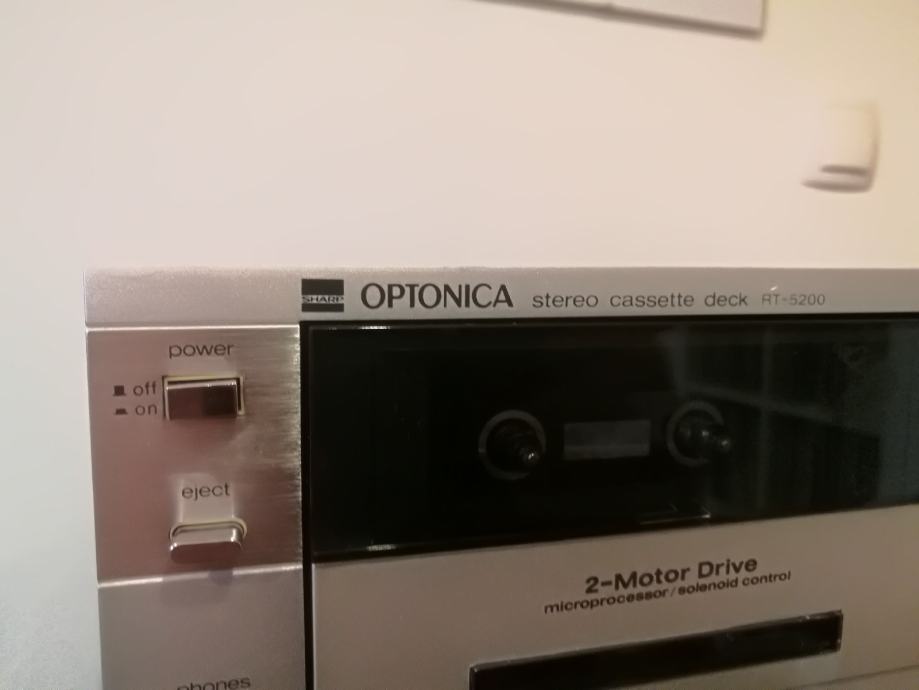 SHARP OPTONICA stereo cassette deck RT-5200
power
off
on
eject
2-Motor Drive
microprocessor/solenoid control
phones